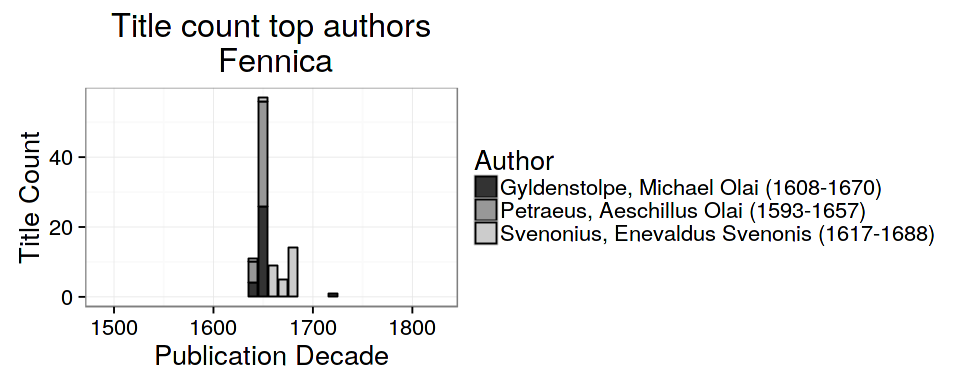 Title count top authors
Fennica
Title Count
40
20
0
1500 1600 1700 1800
Publication Decade
Author
Gyldenstolpe, Michael Olai (1608-1670)
Petraeus, Aeschillus Olai (1593-1657)
Svenonius, Enevaldus Svenonis (1617-1688)